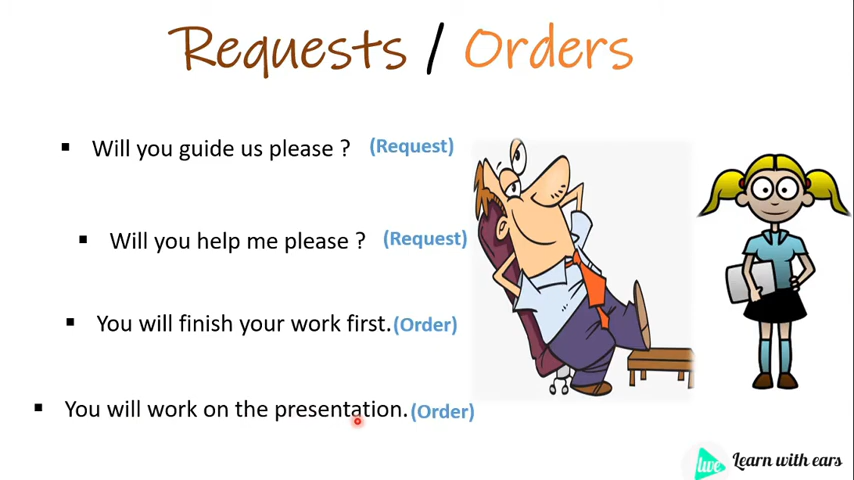 Requests / Orders
▪ Will you guide us please ? (Request)
▪ Will you help me please ? (Request)
▪ You will finish your work first.(Order)
▪ You will work on the presentation.(Order)
live Learn with ears